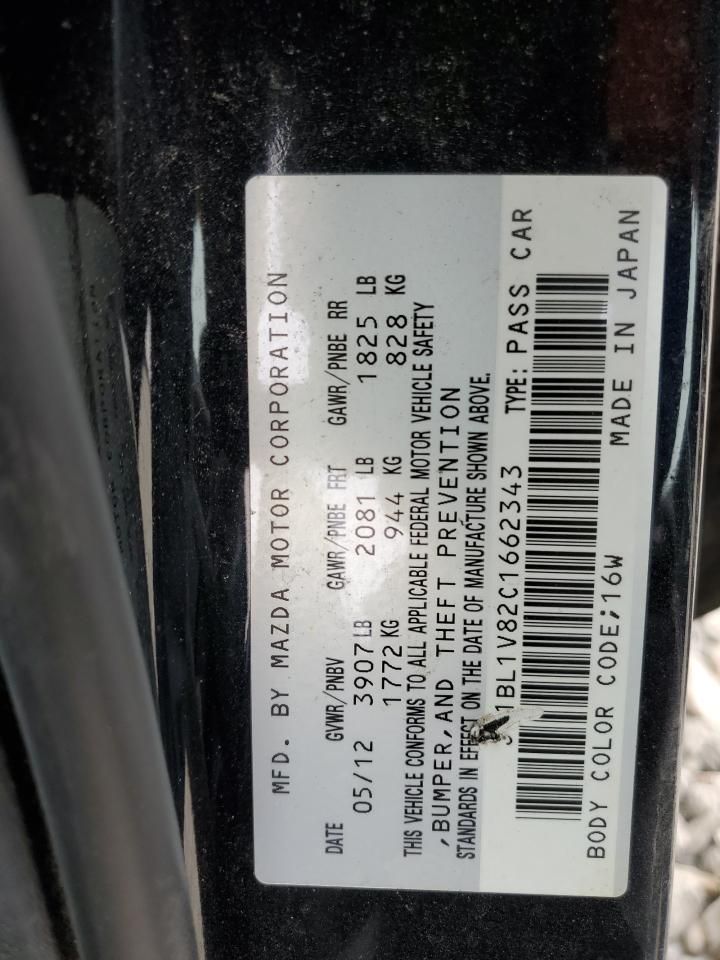 MFD. BY MAZDA MOTOR CORPORATION
DATE GVWR/PNBV GAWR/PNBE FRT GAWR/PNBE RR
05/12 3907 LB 2081 LB 1825 LB
1772 KG 944 KG 828 KG
THIS VEHICLE CONFORMS TO ALL APPLICABLE FEDERAL MOTOR VEHICLE SAFETY
,BUMPER,AND THEFT PREVENTION
STANDARDS IN EFFECT ON THE DATE OF MANUFACTURE SHOWN ABOVE.
1BL1V82C1662343 TYPE: PASS CAR
BODY COLOR CODE;16W MADE IN JAPAN